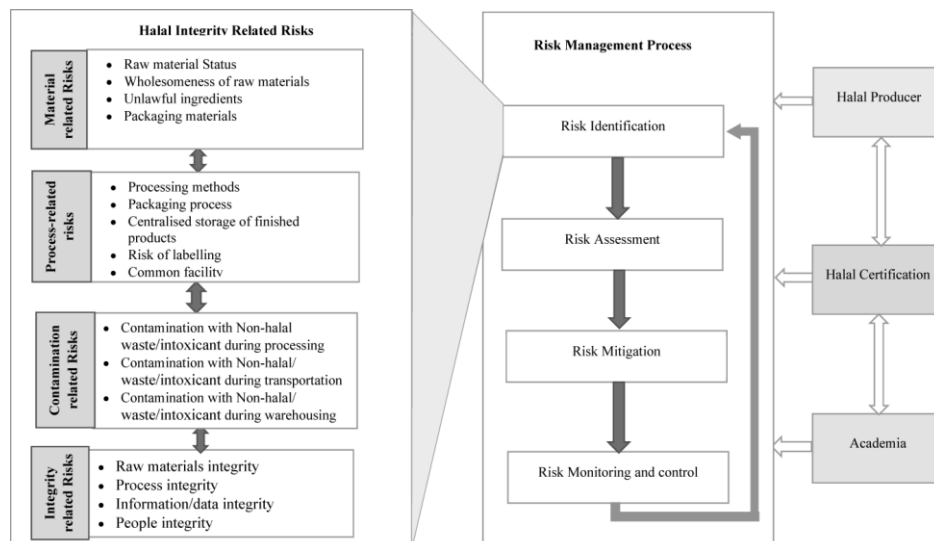 Halal Integrity Related Risks
Material
related Risks
• Raw material Status
• Wholesomeness of raw materials
• Unlawful ingredients
• Packaging materials
Process-related
risks
• Processing methods
• Packaging process
• Centralised storage of finished
products
• Risk of labelling
• Common facility
Contamination
related Risks
• Contamination with Non-halal
waste/intoxicant during processing
• Contamination with Non-halal/
waste/intoxicant during transportation
• Contamination with Non-halal/
waste/intoxicant during warehousing
Integrity
related Risks
• Raw materials integrity
• Process integrity
• Information/data integrity
• People integrity
Risk Management Process
Risk Identification
Risk Assessment
Risk Mitigation
Risk Monitoring and control
Halal Producer
Halal Certification
Academia